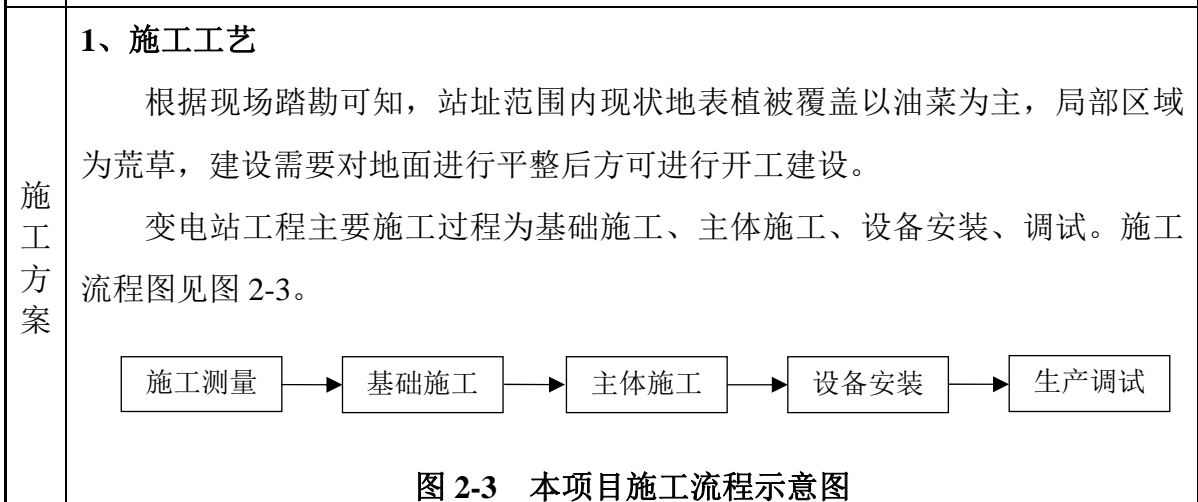 施工方案
1、施工工艺
根据现场踏勘可知，站址范围内现状地表植被覆盖以油菜为主，局部区域
为荒草，建设需要对地面进行平整后方可进行开工建设。
变电站工程主要施工过程为基础施工、主体施工、设备安装、调试。施工
流程图见图 2-3。
施工测量 基础施工 主体施工 设备安装 生产调试
图 2-3 本项目施工流程示意图